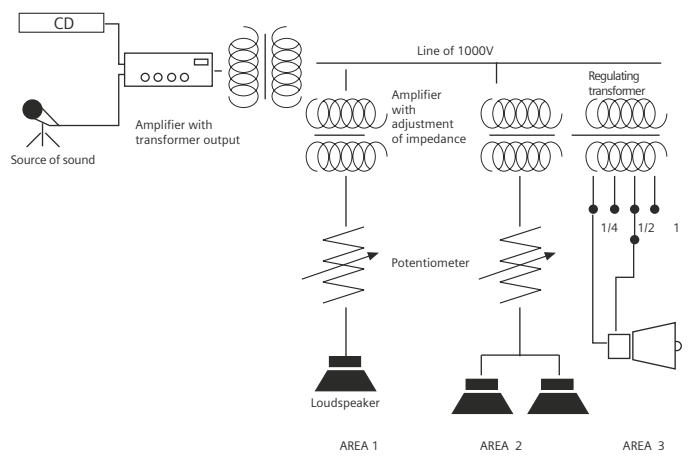 CD
Line of 1000V
Regulating
transformer
Amplifier
with
adjustment
of impedance
Amplifier with
transformer output
Source of sound
1/4
1/2
1
Potentiometer
Loudspeaker
AREA 1
AREA 2
AREA 3